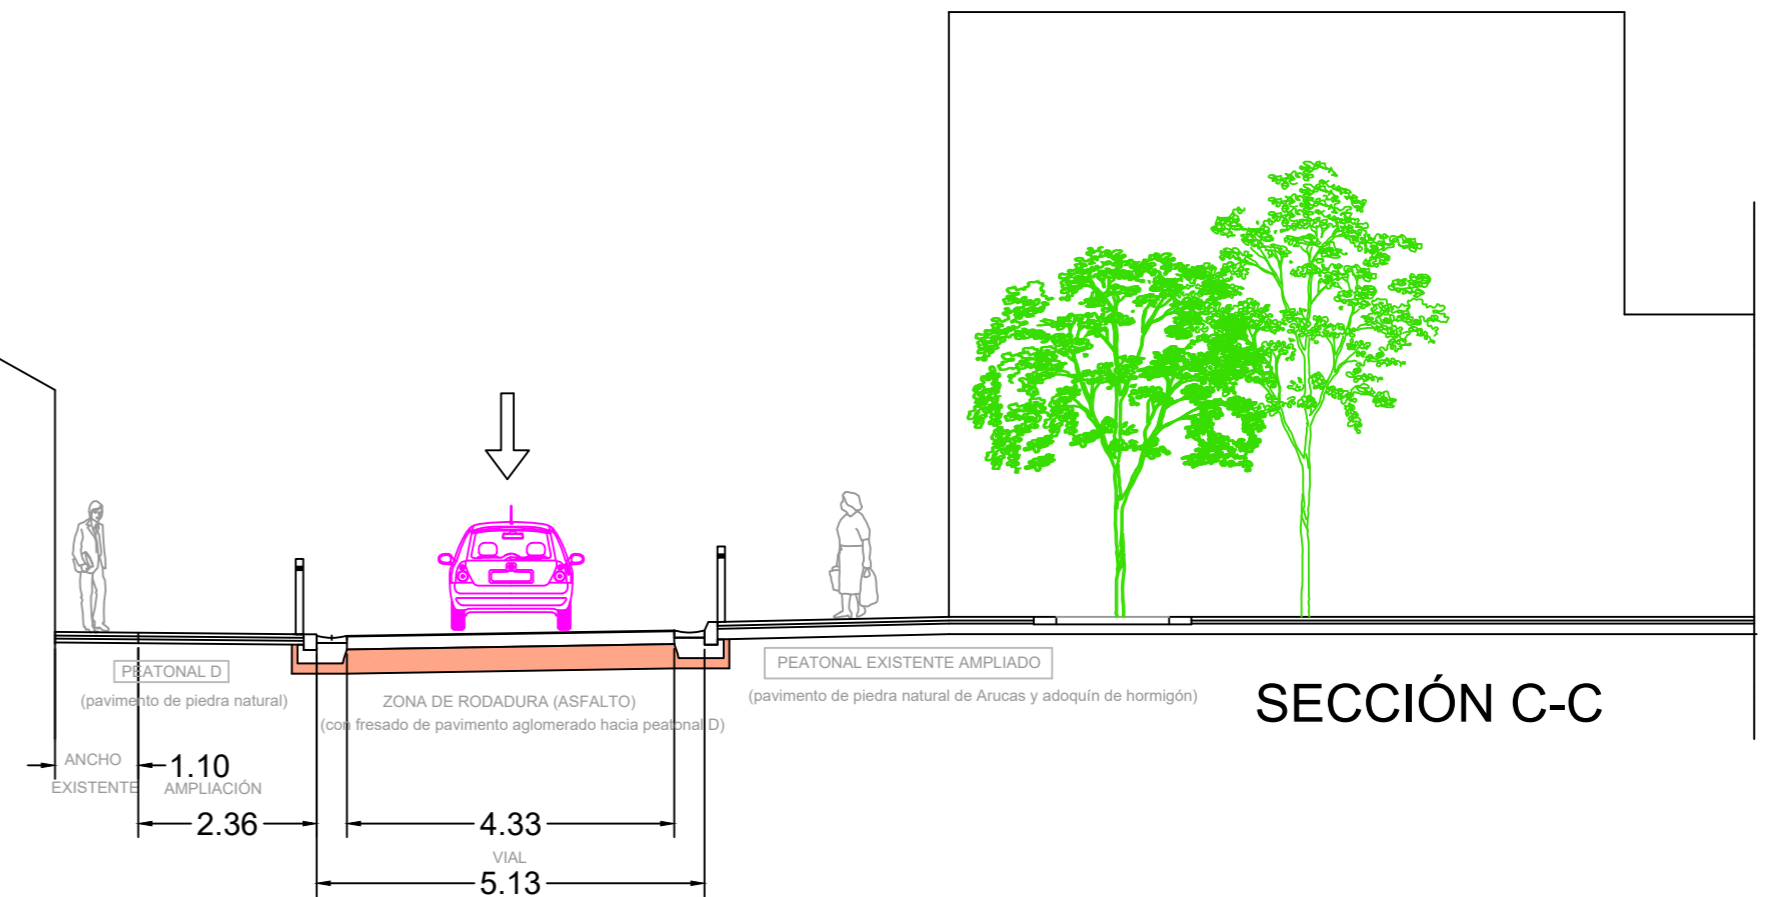 PEATONAL D
(pavimento de piedra natural)
ZONA DE RODADURA (ASFALTO)
(con fresado de pavimento aglomerado hacia peatonal D)
PEATONAL EXISTENTE AMPLIADO
(pavimento de piedra natural de Arucas y adoquín de hormigón)
SECCIÓN C-C
ANCHO
EXISTENTE
1.10
AMPLIACIÓN
2.36
4.33
VIAL
5.13